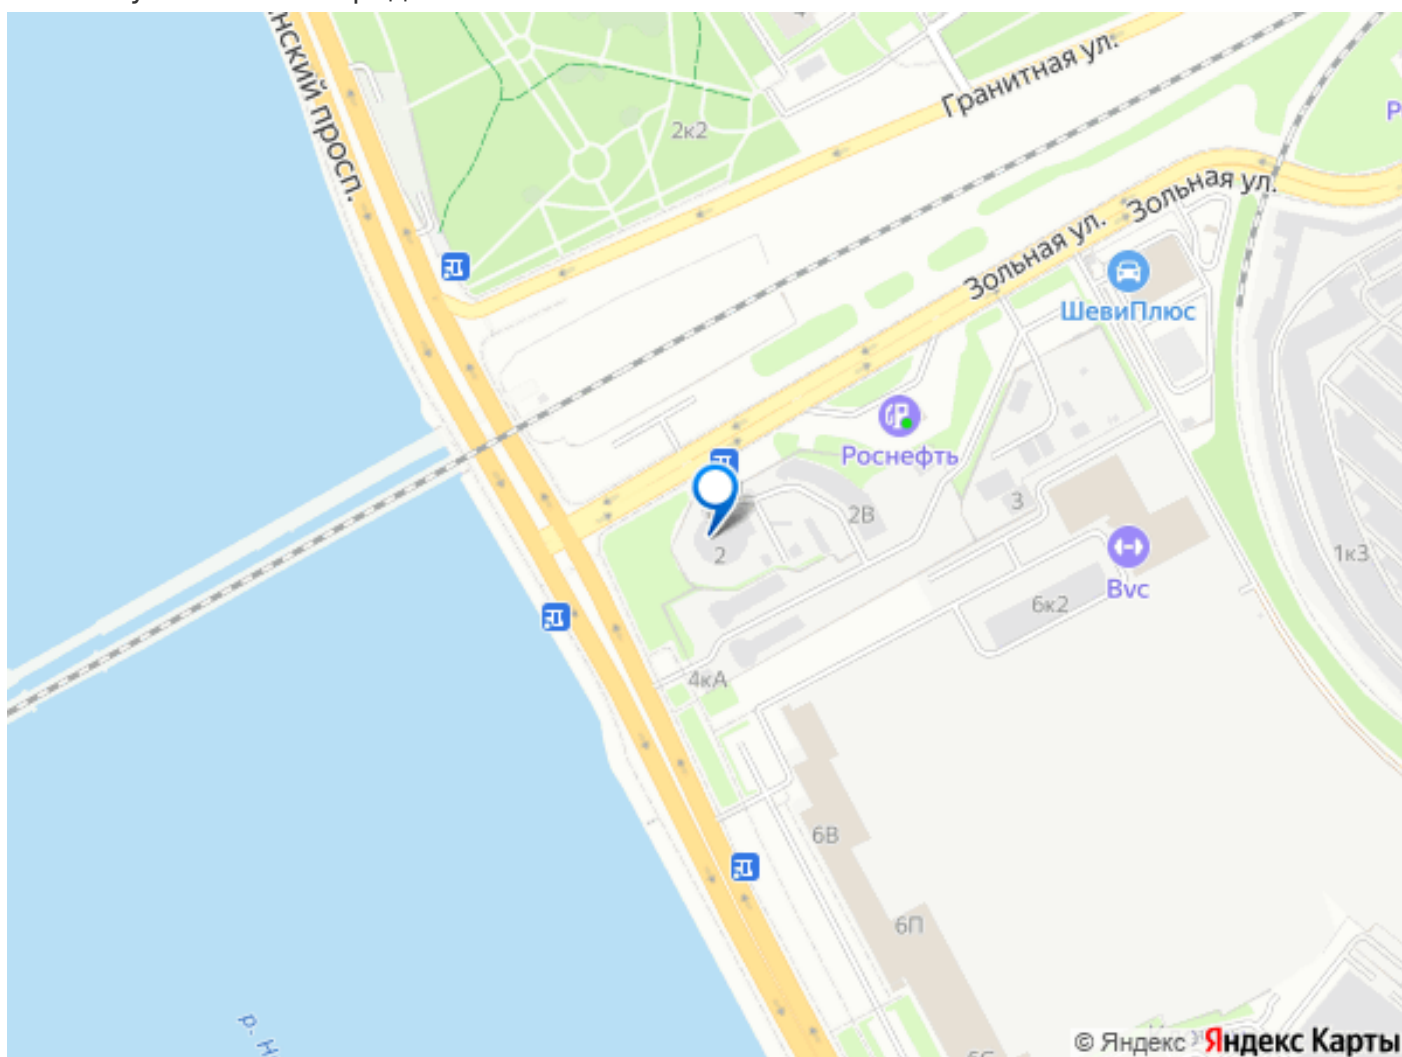 нский просп.
Гранитная ул.
2к2
Зольная ул.
Зольная ул.
ШевиПлюс
Роснефть
2В
2
3
1к3
Bvc
6к2
4кА
6В
6П
р. Н
© Яндекс Яндекс Карты